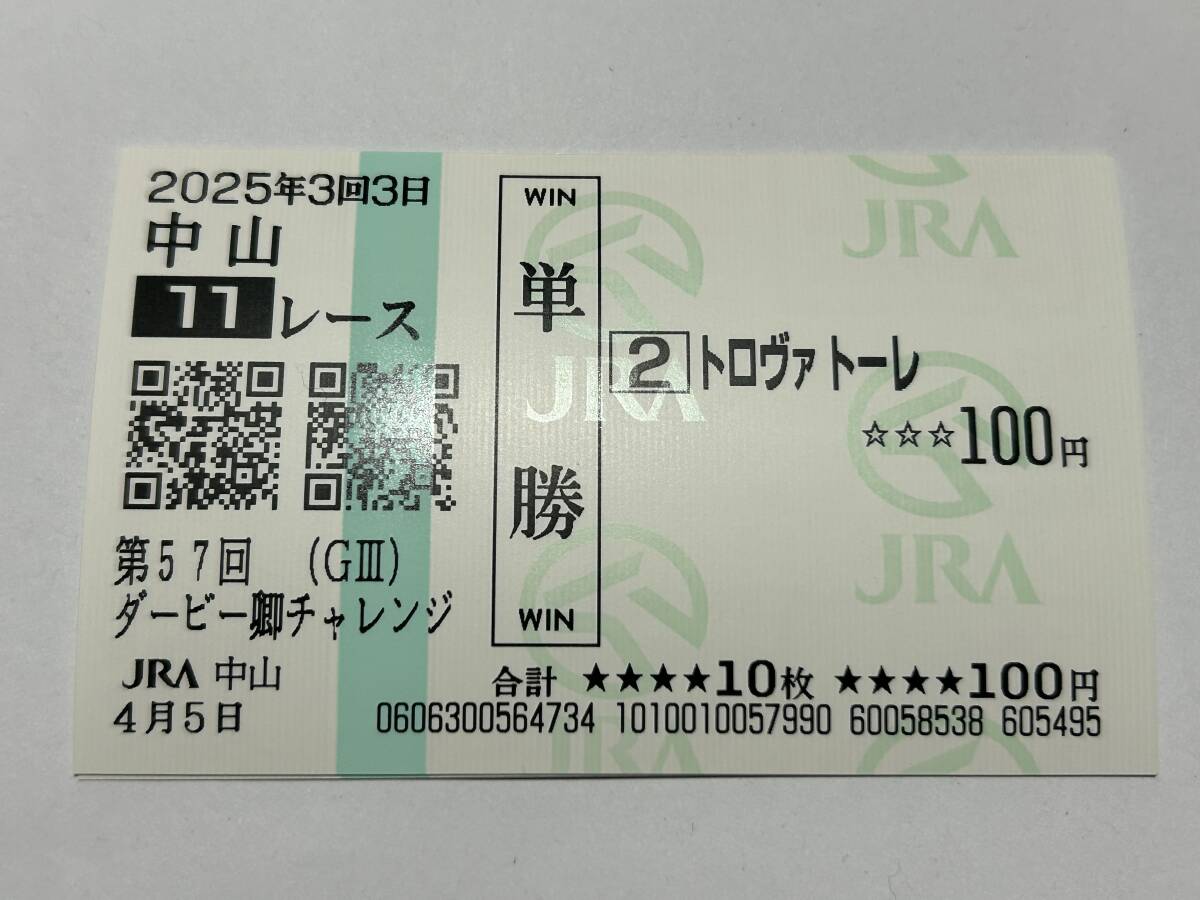 2025年3回3日
中山
11レース
第57回 (GⅢ)
ダービー卿チャレンジ
JRA 中山
4月5日
WIN
単勝
WIN
2 トロヴァトーレ
☆☆☆100円
合計 ★★★★10枚 ★★★★100円
0606300564734 1010010057990 60058538 605495
JRA
JRA
JRA
JRA